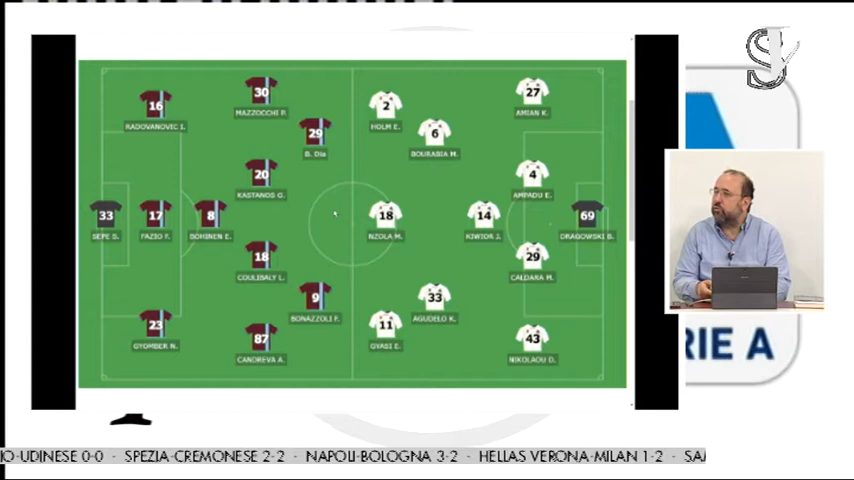 SV
16
RADOVANOVIC I.
30
MAZZOCCHI P.
29
B. Dia
20
KASTANOS G.
33
SEPE S.
17
FAZIO F.
8
BOHINEN E.
18
COULIBALY L.
9
BONAZZOLI F.
23
GYOMBER N.
87
CANDREVA A.
2
HOLM E.
6
BOURABIA M.
27
AMIAN K.
4
AMPADU E.
18
NZOLA M.
14
KIWIOR J.
69
DRAGOWSKI B.
29
CALDARA M.
33
AGUDELO K.
11
GYASI E.
43
NIKOLAOU D.
RIE A
IO-UDINESE 0-0 - SPEZIA-CREMONESE 2-2 - NAPOLI-BOLOGNA 3-2 - HELLAS VERONA-MILAN 1-2 - SA